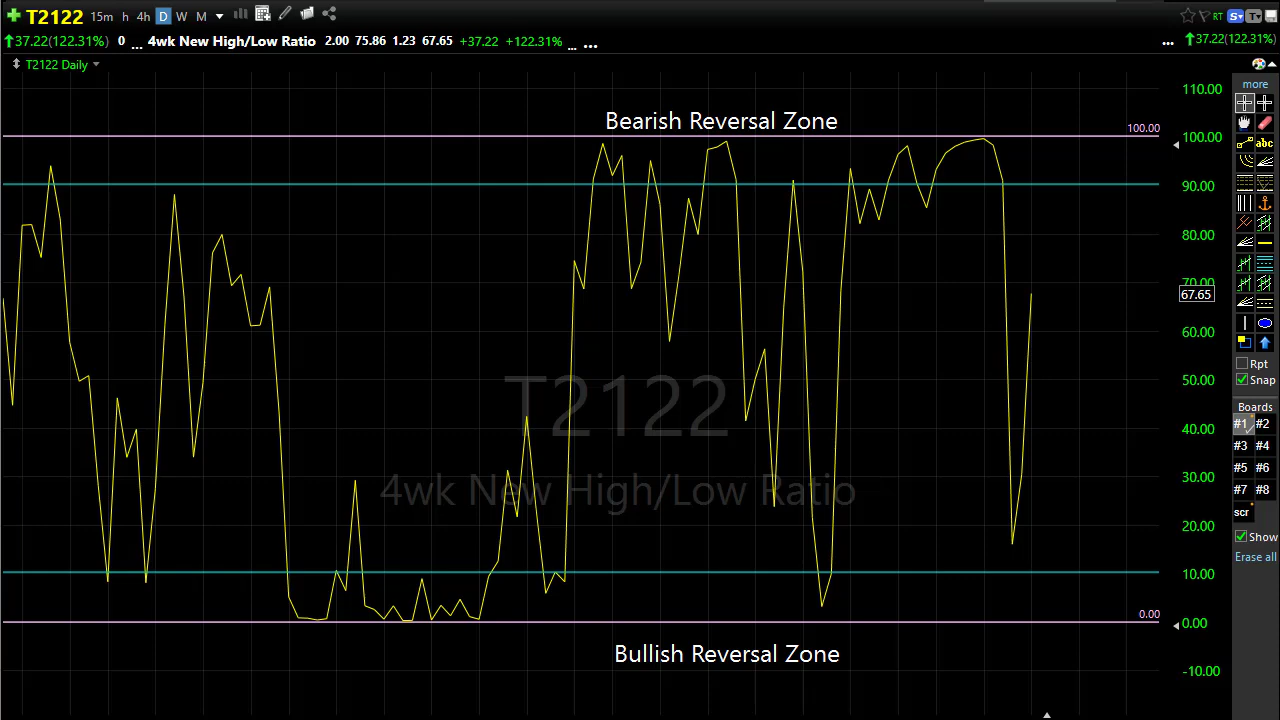 T2122 15m h 4h D W M RT S T
37.22(122.31%) 0 ... 4wk New High/Low Ratio 2.00 75.86 1.23 67.65 +37.22 +122.31% ... ... ... 37.22(122.31%)
T2122 Daily
more
110.00
Bearish Reversal Zone
100.00
100.00
abc
90.00
80.00
70.00
67.65
60.00
Rpt
50.00
Snap
T2122
Boards
#1 #2
40.00
#3 #4
#5 #6
30.00
4wk New High/Low Ratio
#7 #8
scr
20.00
Show
Erase all
10.00
0.00
0.00
Bullish Reversal Zone
-10.00